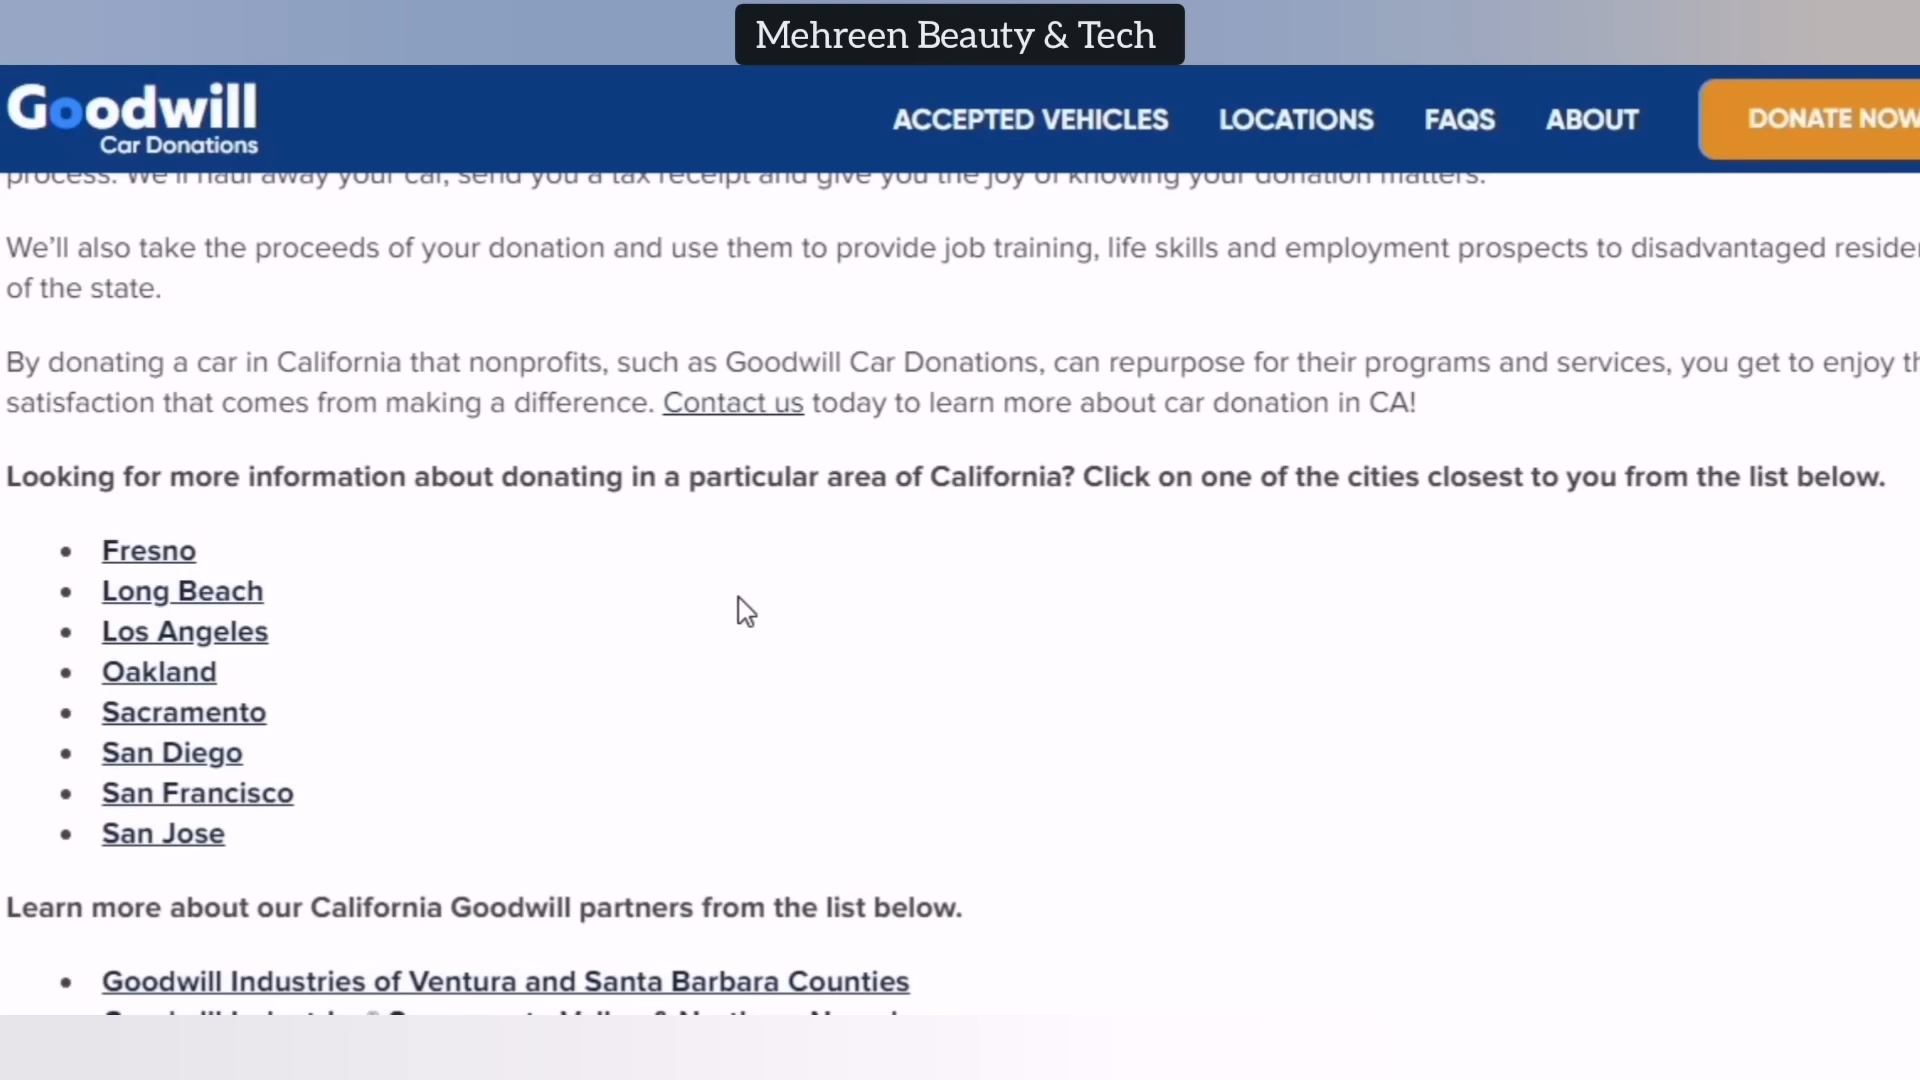 Mehreen Beauty & Tech
Goodwill
Car Donations
ACCEPTED VEHICLES
LOCATIONS
FAQS
ABOUT
DONATE NOW
process. We'll haul away your car, send you a tax receipt and give you the joy of knowing your donation matters.
We'll also take the proceeds of your donation and use them to provide job training, life skills and employment prospects to disadvantaged
of the state.
By donating a car in California that nonprofits, such as Goodwill Car Donations, can repurpose for their programs and services, you get to enjoy
satisfaction that comes from making a difference. Contact us today to learn more about car donation in CA!
Looking for more information about donating in a particular area of California? Click on one of the cities closest to you from the list below.
• Fresno
• Long Beach
• Los Angeles
• Oakland
• Sacramento
• San Diego
• San Francisco
• San Jose
Learn more about our California Goodwill partners from the list below.
• Goodwill Industries of Ventura and Santa Barbara Counties